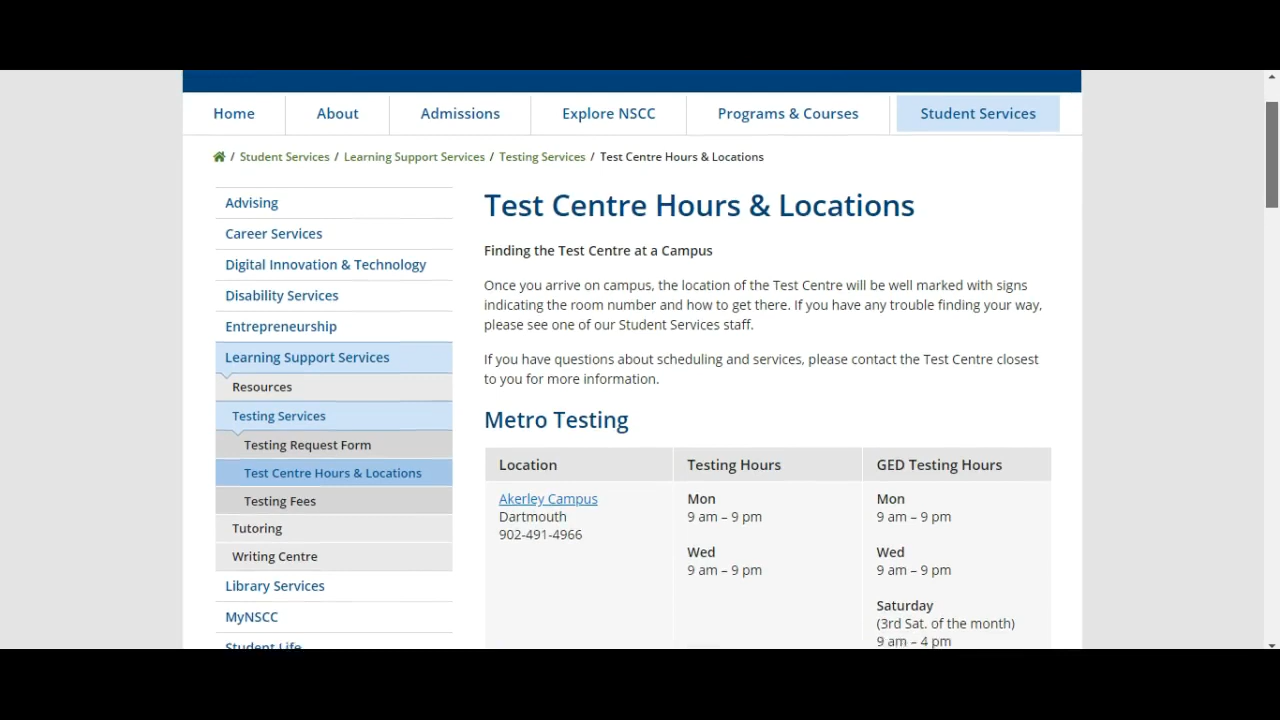 Home
About
Admissions
Explore NSCC
Programs & Courses
Student Services
/ Student Services / Learning Support Services / Testing Services / Test Centre Hours & Locations
Advising
Career Services
Digital Innovation & Technology
Disability Services
Entrepreneurship
Learning Support Services
Resources
Testing Services
Testing Request Form
Test Centre Hours & Locations
Testing Fees
Tutoring
Writing Centre
Library Services
MyNSCC
Student Life
Test Centre Hours & Locations
Finding the Test Centre at a Campus
Once you arrive on campus, the location of the Test Centre will be well marked with signs
indicating the room number and how to get there. If you have any trouble finding your way,
please see one of our Student Services staff.
If you have questions about scheduling and services, please contact the Test Centre closest
to you for more information.
Metro Testing
Location
Testing Hours
GED Testing Hours
Akerley Campus
Dartmouth
902-491-4966
Mon
9 am – 9 pm
Wed
9 am – 9 pm
Mon
9 am – 9 pm
Wed
9 am – 9 pm
Saturday
(3rd Sat. of the month)
9 am – 4 pm